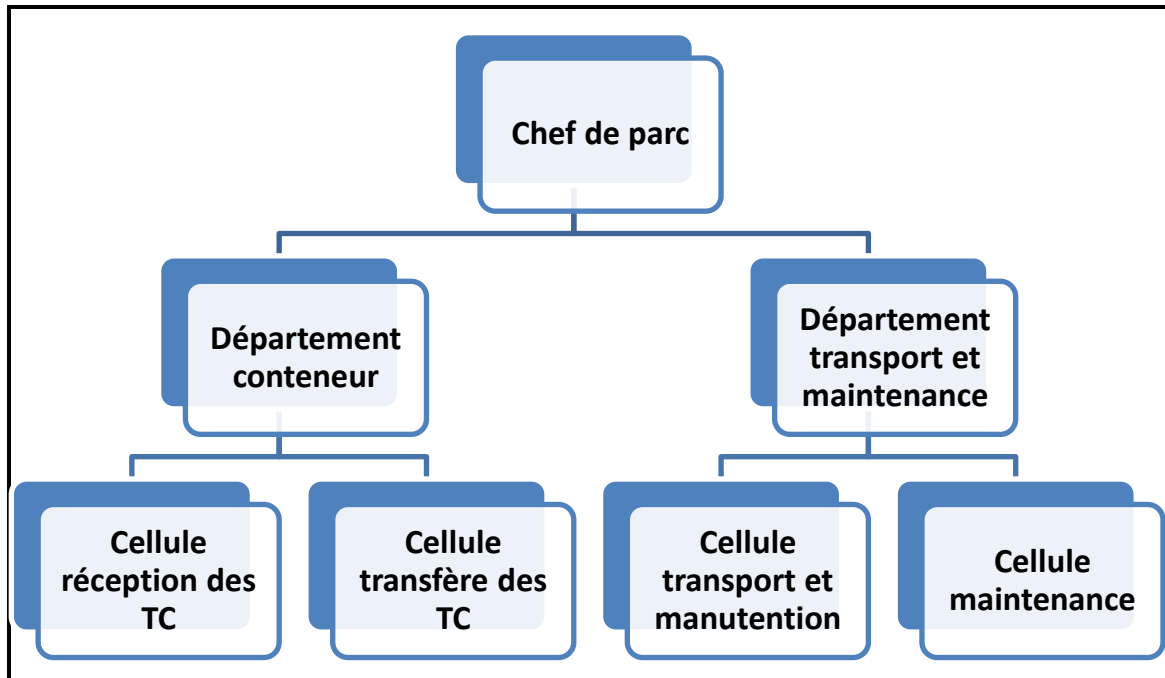 Chef de parc
Département
conteneur
Département
transport et
maintenance
Cellule
réception des
TC
Cellule
transfère des
TC
Cellule
transport et
manutention
Cellule
maintenance